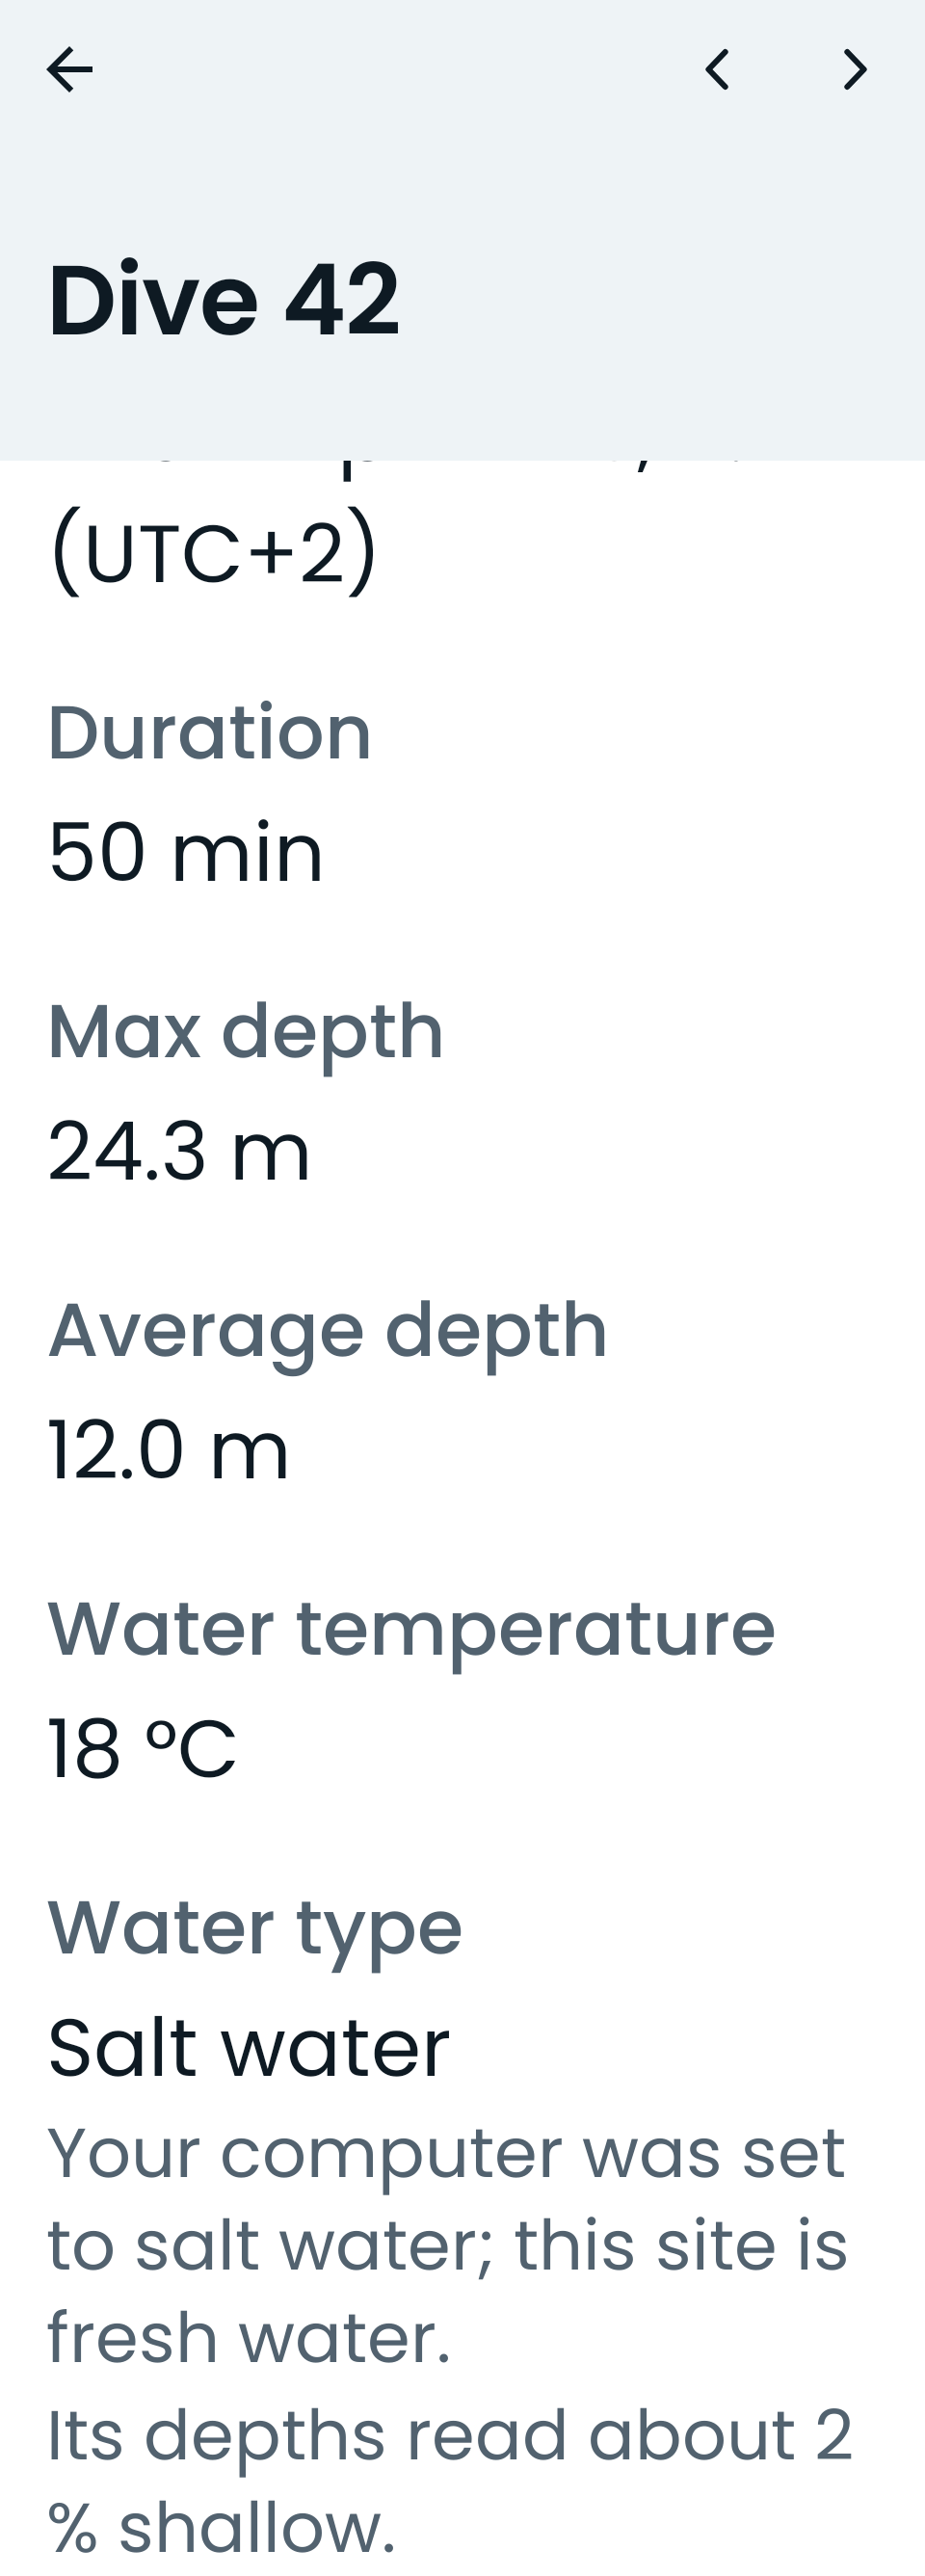 Dive 42
(UTC+2)
Duration
50 min
Max depth
24.3 m
Average depth
12.0 m
Water temperature
18 °C
Water type
Salt water
Your computer was set
to salt water; this site is
fresh water.
Its depths read about 2
% shallow.